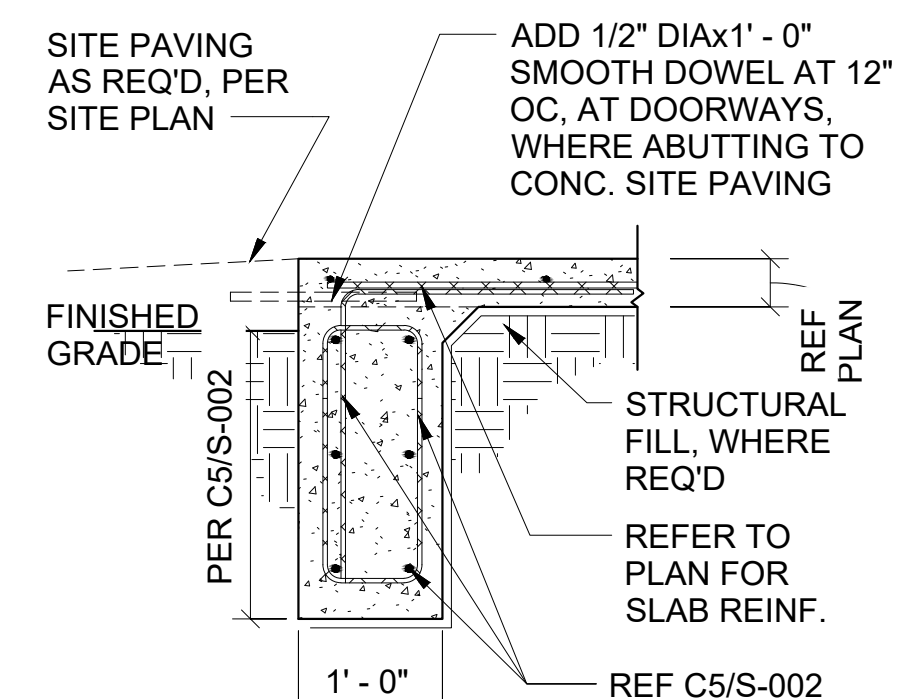 SITE PAVING
AS REQ'D, PER
SITE PLAN
ADD 1/2" DIAx1' - 0"
SMOOTH DOWEL AT 12"
OC, AT DOORWAYS,
WHERE ABUTTING TO
CONC. SITE PAVING
FINISHED
GRADE
REF
PLAN
PER C5/S-002
STRUCTURAL
FILL, WHERE
REQ'D
REFER TO
PLAN FOR
SLAB REINF.
1' - 0"
REF C5/S-002